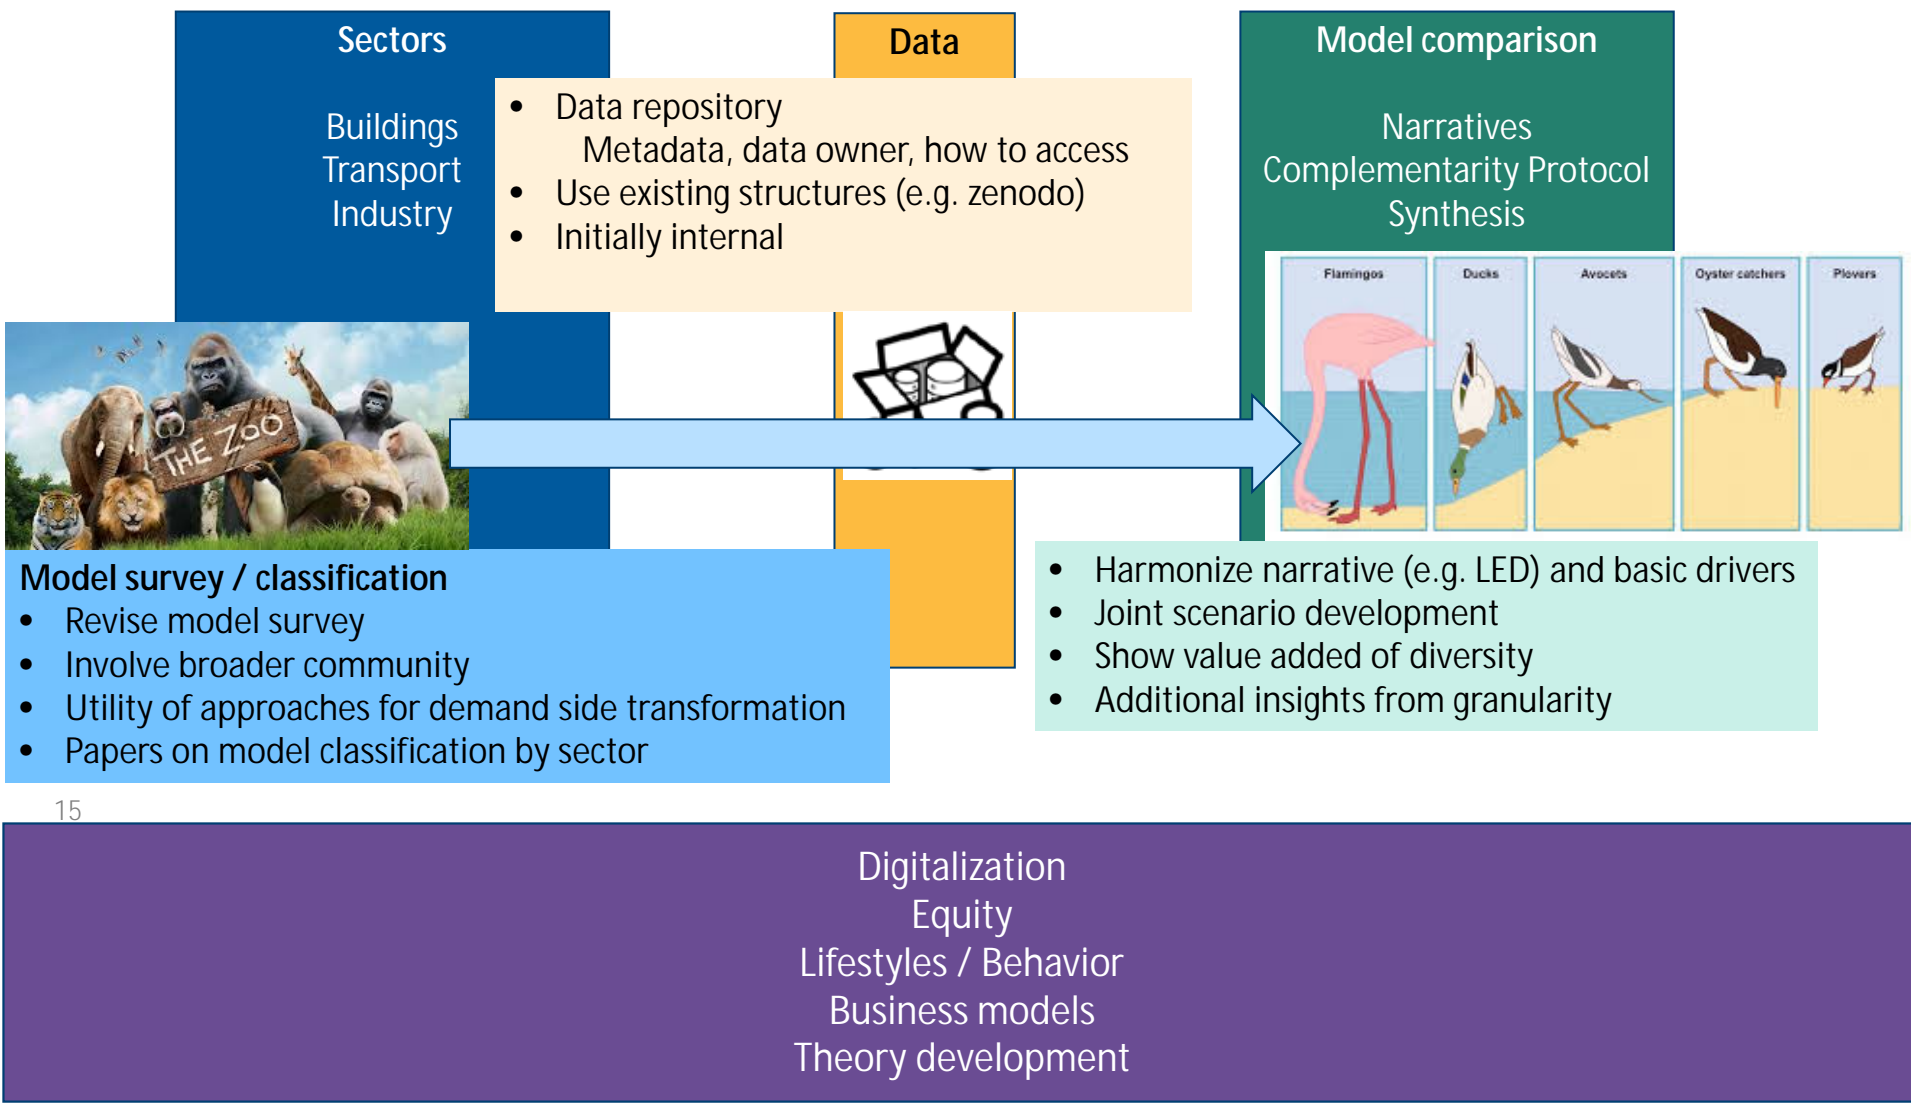 Sectors
Buildings
Transport
Industry
Data
• Data repository
Metadata, data owner, how to access
• Use existing structures (e.g. zenodo)
• Initially internal
Model comparison
Narratives
Complementarity Protocol
Synthesis
Flamingos
Ducks
Avocets
Oyster catchers
Plovers
THE ZOO
Model survey / classification
• Revise model survey
• Involve broader community
• Utility of approaches for demand side transformation
• Papers on model classification by sector
• Harmonize narrative (e.g. LED) and basic drivers
• Joint scenario development
• Show value added of diversity
• Additional insights from granularity
15
Digitalization
Equity
Lifestyles / Behavior
Business models
Theory development